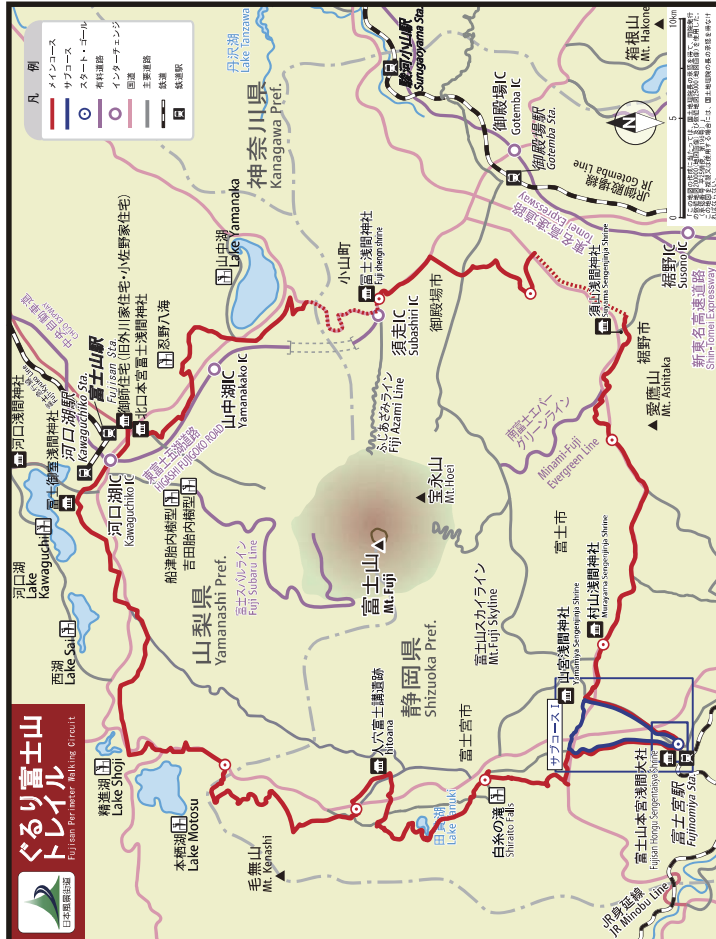 ぐるり富士山
トレイル
Fujisan Perimeter Walking Circuit
日本風景街道
凡 例
メインコース
サブコース
スタート・ゴール
有料道路
インターチェンジ
国道
主要道路
鉄道
鉄道駅
丹沢湖
Lake Tanzawa
駿河小山駅
Surugaoyama Sta.
箱根山
Mt. Hakone
神奈川県
Kanagawa Pref.
御殿場IC
Gotemba IC
御殿場駅
Gotemba Sta.
JR御殿場線
JR Gotemba Line
N
0
5
10km
東名高速道路
Tomei Expressway
裾野IC
Susono IC
新東名高速道路
Shin-Tomei Expressway
山中湖
Lake Yamanaka
小山町
冨士浅間神社
Fuji sengen shrine
須走IC
Subashiri IC
御殿場市
須山浅間神社
Suyama Sengenjinja Shrine
裾野市
愛鷹山
Mt. Ashitaka
中央自動車道
河口浅間神社
河口湖駅
Kawaguchiko Sta.
富士山駅
Fujisan Sta.
御師住宅(旧外川家住宅・小佐野家住宅)
北口本宮冨士浅間神社
忍野八海
山中湖IC
Yamanakako IC
冨士御室浅間神社
河口湖IC
Kawaguchiko IC
東富士五湖道路
HIGASHI FUJIGOKO ROAD
ふじあざみライン
Fuji Azami Line
南富士エバー
グリーンライン
Minami-Fuji
Evergreen Line
河口湖
Lake
Kawaguchi
船津胎内樹型
吉田胎内樹型
富士スバルライン
Fuji Subaru Line
宝永山
Mt.Hoei
富士山
Mt. Fuji
富士市
西湖
Lake Sai
山梨県
Yamanashi Pref.
静岡県
Shizuoka Pref.
富士山スカイライン
Mt.Fuji Skyline
村山浅間神社
Murayama Sengenjinja Shrine
山宮浅間神社
Yamamiya Sengenjinja Shrine
精進湖
Lake Shoji
本栖湖
Lake Motosu
人穴富士講遺跡
hitoana
富士宮市
サブコースⅠ
毛無山
Mt. Kenashi
田貫湖
Lake Tanuki
白糸の滝
Shiraito Falls
富士山本宮浅間大社
Fujisan Hongu Sengentaisya Shrine
富士宮駅
Fujinomiya Sta.
JR身延線
JR Minobu Line